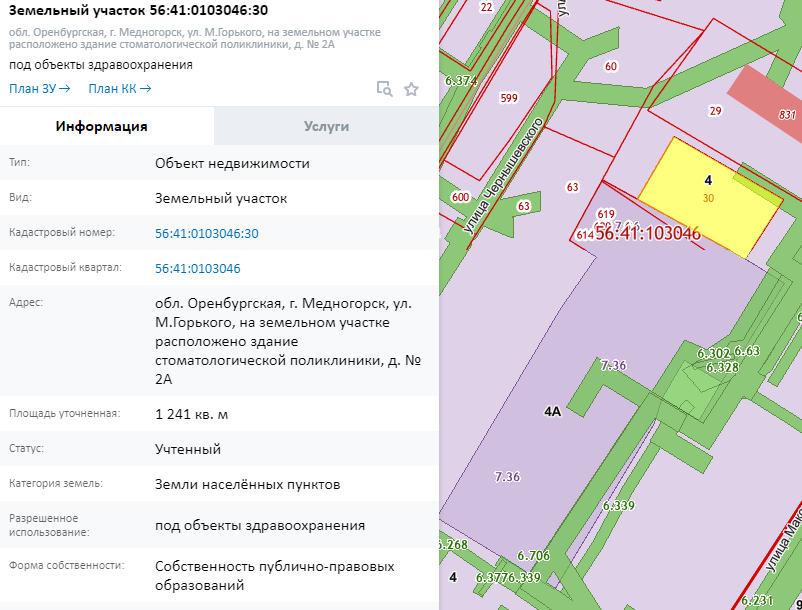 Земельный участок 56:41:0103046:30
обл. Оренбургская, г. Медногорск, ул. М.Горького, на земельном участке
расположено здание стоматологической поликлиники, д. № 2А
под объекты здравоохранения
План ЗУ → План КК →
Информация Услуги
Тип: Объект недвижимости
Вид: Земельный участок
Кадастровый номер: 56:41:0103046:30
Кадастровый квартал: 56:41:0103046
Адрес: обл. Оренбургская, г. Медногорск, ул.
М.Горького, на земельном участке
расположено здание
стоматологической поликлиники, д. №
2А
Площадь уточненная: 1 241 кв. м
Статус: Учтенный
Категория земель: Земли населённых пунктов
Разрешенное
использование: под объекты здравоохранения
Форма собственности: Собственность публично-правовых
образований
22
ул
60
6.374
599
29
831
улица Чернышевского
4
30
63
600
63
619
614
56:41:103046
6.302 6.63
6.328
7.36
4А
7.36
6.339
6.268
6.706
4
6.377 6.339
улица Макс
6.231
9